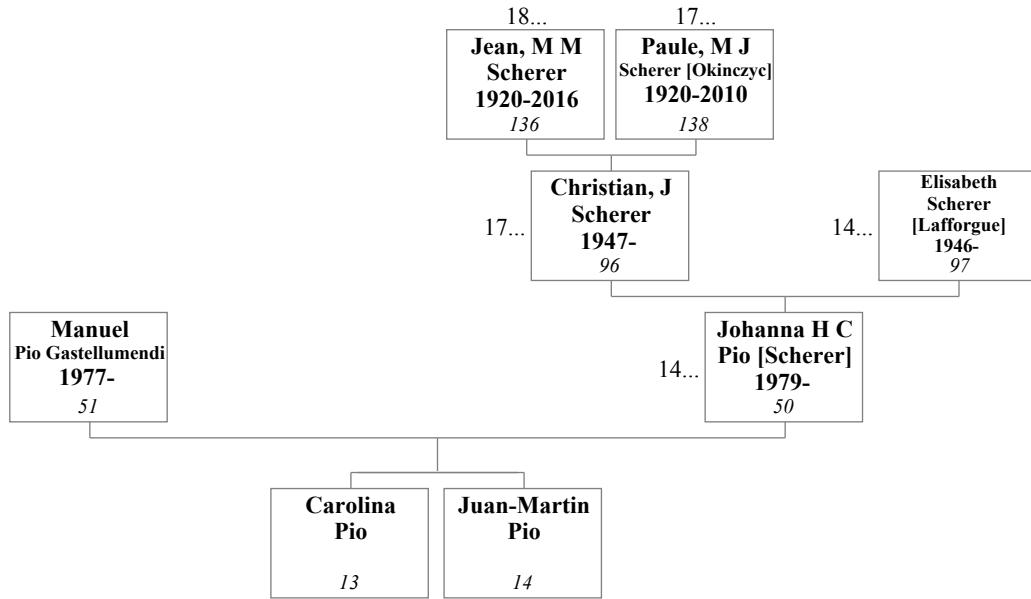 18...
17...
Jean, M M
Scherer
1920-2016
136
Paule, M J
Scherer [Okinczyc]
1920-2010
138
17...
Christian, J
Scherer
1947-
96
14...
Elisabeth
Scherer
[Lafforgue]
1946-
97
Manuel
Pio Gastellumendi
1977-
51
14...
Johanna H C
Pio [Scherer]
1979-
50
Carolina
Pio
13
Juan-Martin
Pio
14